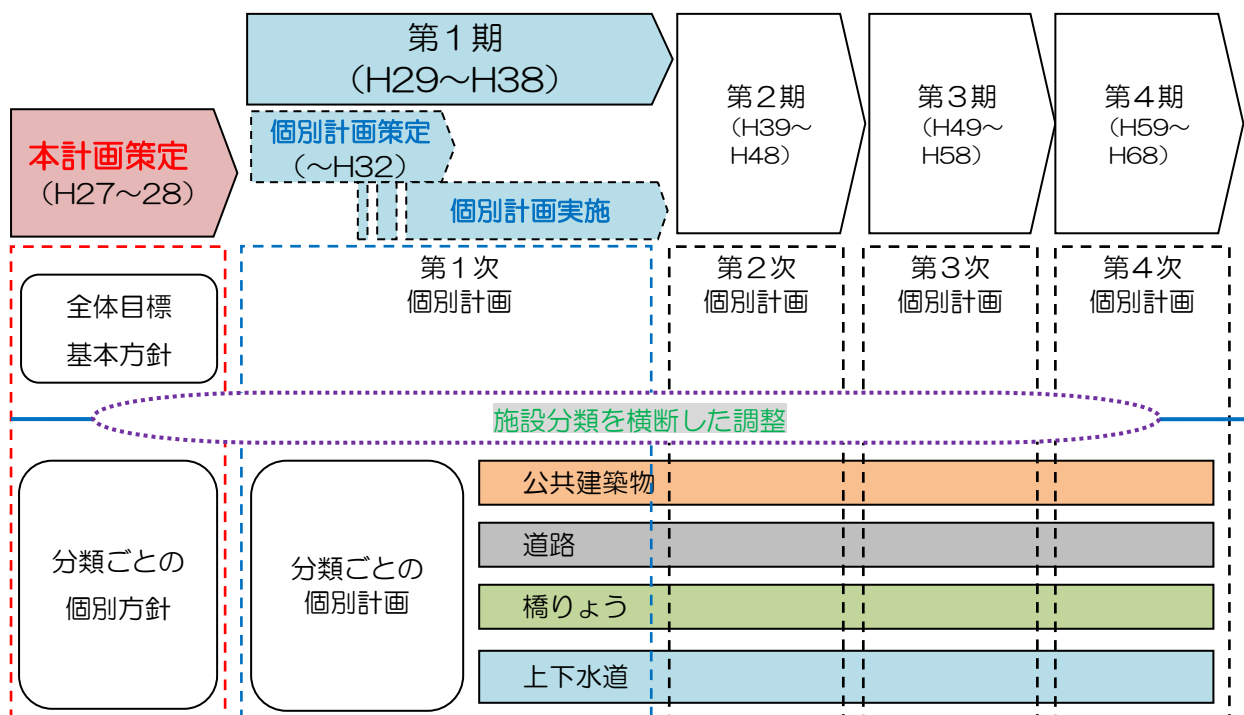 第１期
（H29～H38）
第２期
（H39～
H48）
第３期
（H49～
H58）
第４期
（H59～
H68）
本計画策定
（H27～28）
個別計画策定
（～H32）
個別計画実施
全体目標
基本方針
第１次
個別計画
第２次
個別計画
第３次
個別計画
第４次
個別計画
施設分類を横断した調整
分類ごとの
個別方針
分類ごとの
個別計画
公共建築物
道路
橋りょう
上下水道